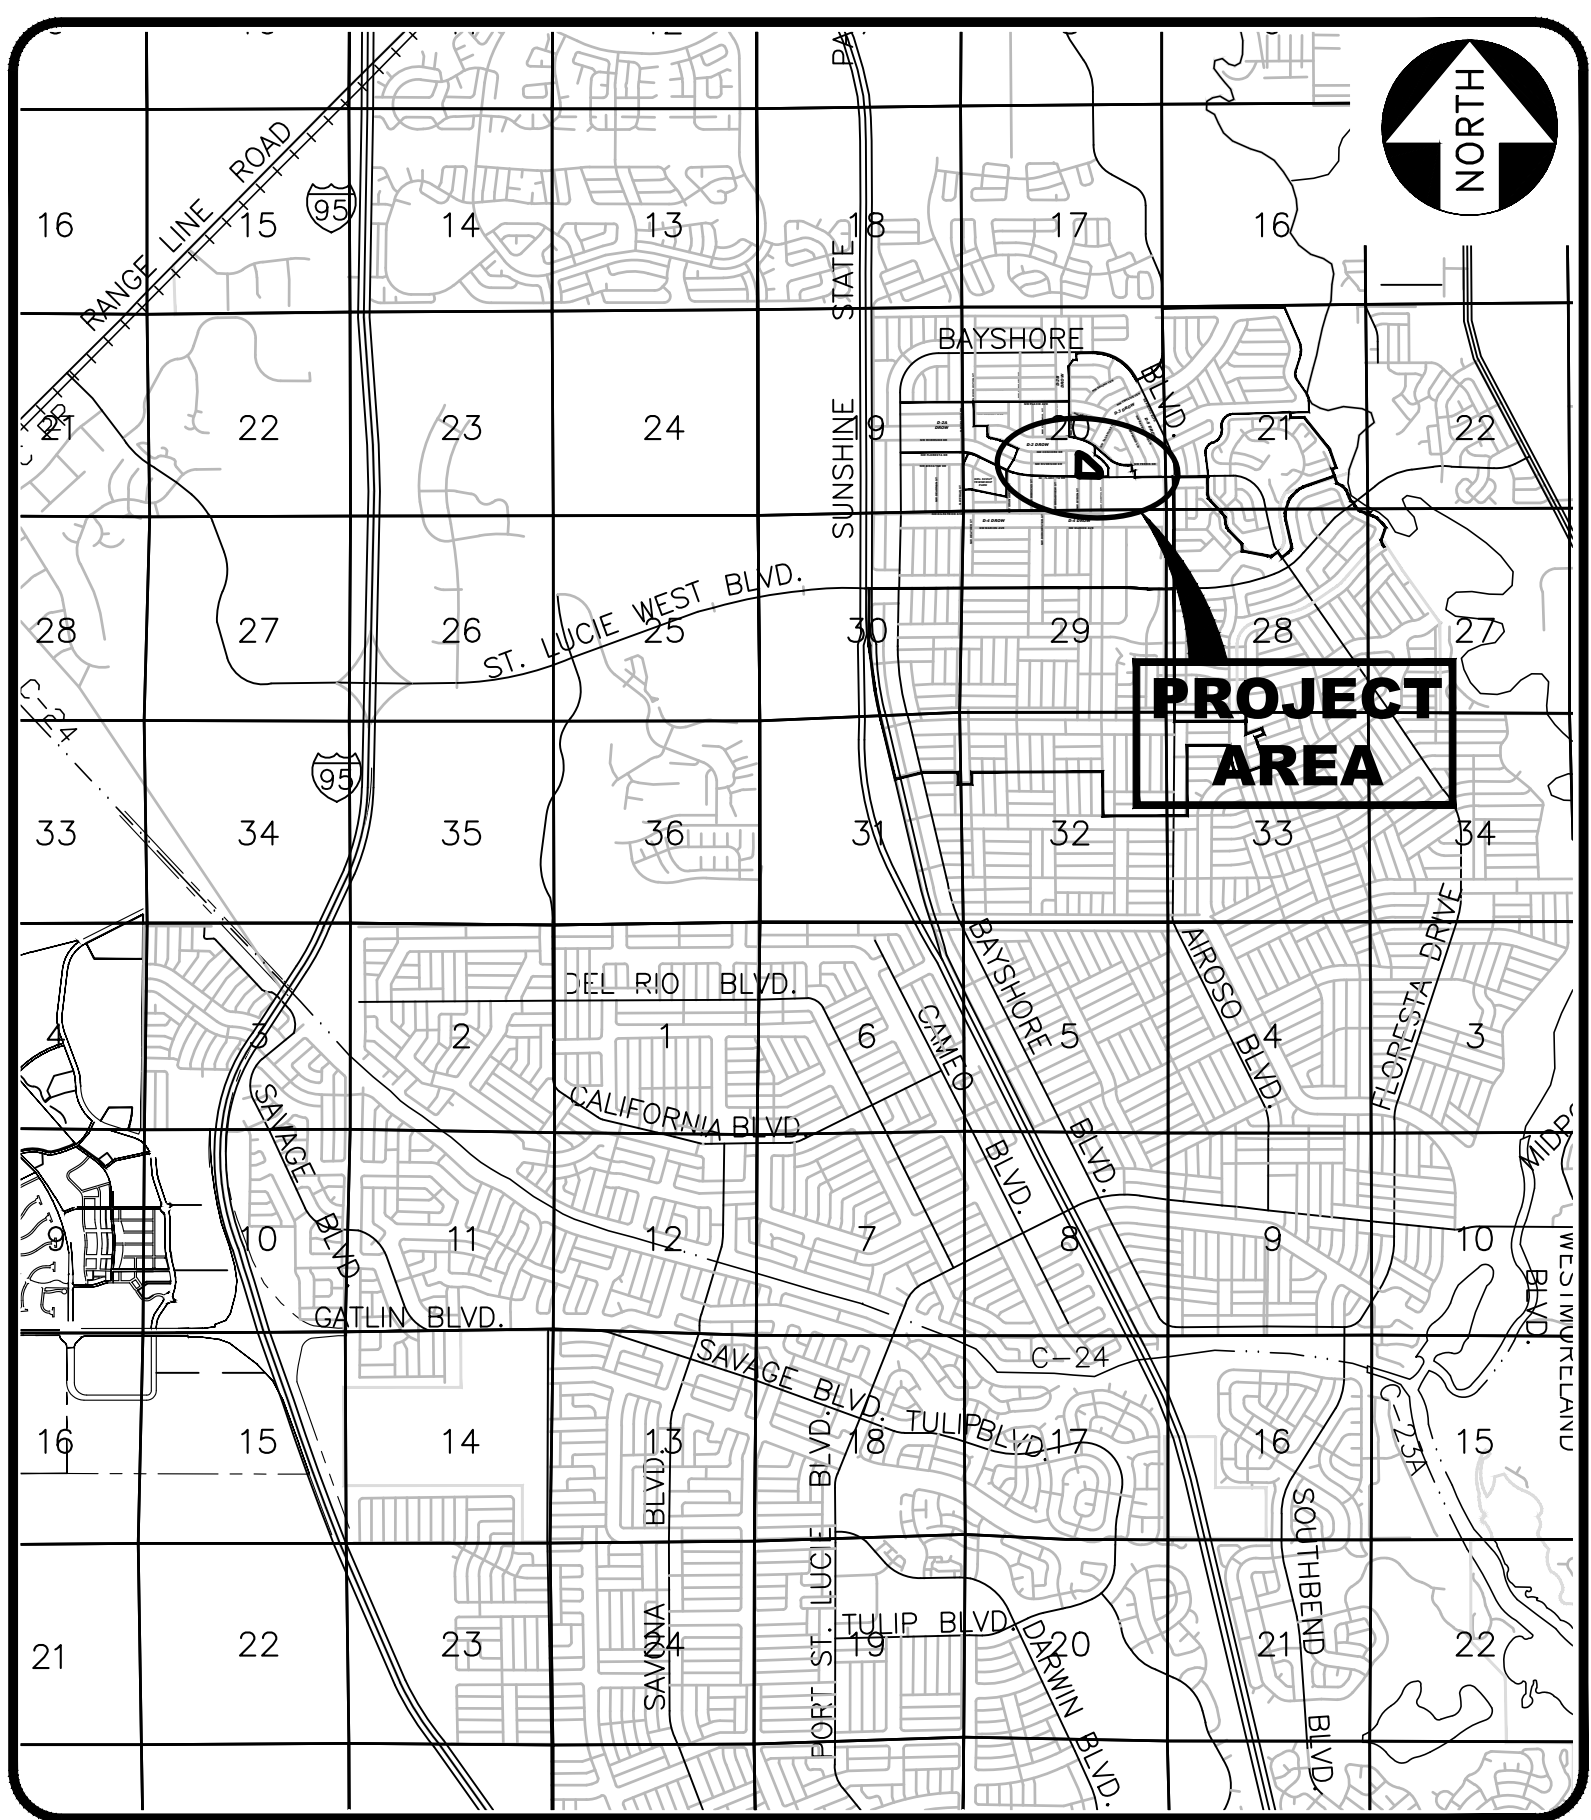 NORTH
RANGE LINE ROAD
95
16
15
14
13
18
17
16
STATE
SUNSHINE
BAYSHORE
BLVD.
21
22
23
24
19
20
21
22
ST. LUCIE WEST BLVD.
28
27
26
25
30
29
28
27
C-24
PROJECT
AREA
95
33
34
35
36
31
32
33
34
DEL RIO BLVD.
CAMEO
BLVD.
BAYSHORE
BLVD.
AIROSO BLVD.
FLORESTA DRIVE
4
3
2
1
6
5
4
3
CALIFORNIA BLVD.
SAVAGE
BLVD
9
10
11
12
7
8
9
10
WESTMORELAND
BLVD.
GATLIN BLVD.
SAVAGE BLVD.
C-24
C-23A
TULIP BLVD.
16
15
14
13
18
17
16
15
SAVONA
BLVD.
PORT ST. LUCIE BLVD.
SOUTHBEND
BLVD.
TULIP BLVD.
DARWIN BLVD.
21
22
23
24
19
20
21
22